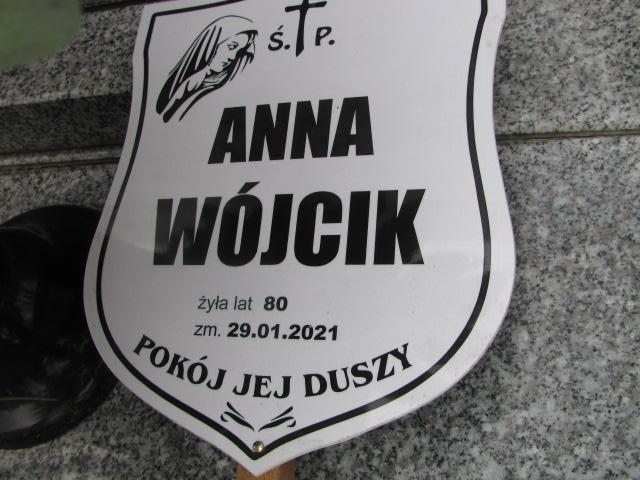 Ś. P.
ANNA
WÓJCIK
żyła lat 80
zm. 29.01.2021
POKÓJ JEJ DUSZY